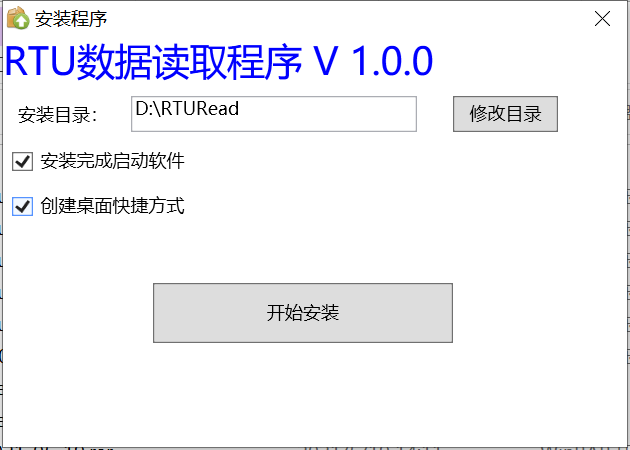 安装程序
RTU数据读取程序 V 1.0.0
安装目录：
D:\RTURead
修改目录
安装完成启动软件
创建桌面快捷方式
开始安装